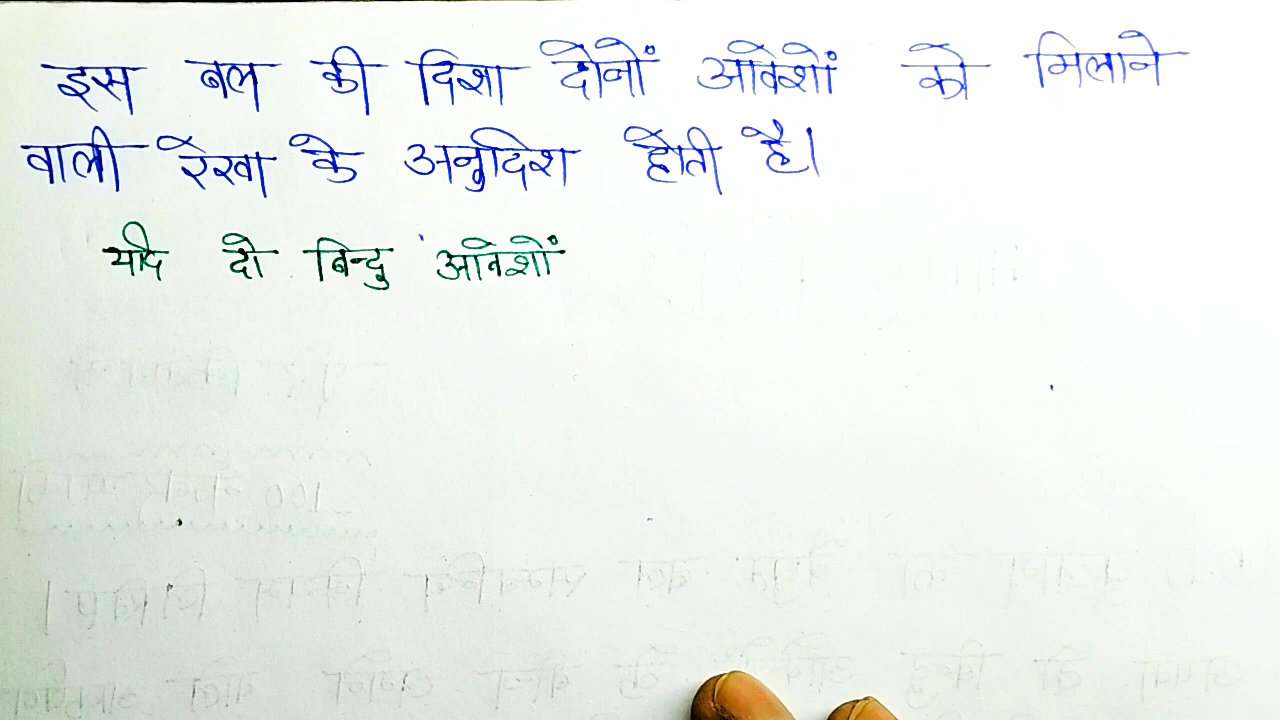 इस बल की दिशा दोनों आवेशों को मिलाने
वाली रेखा के अनुदिश होती है।
यदि दो बिन्दु आवेशों